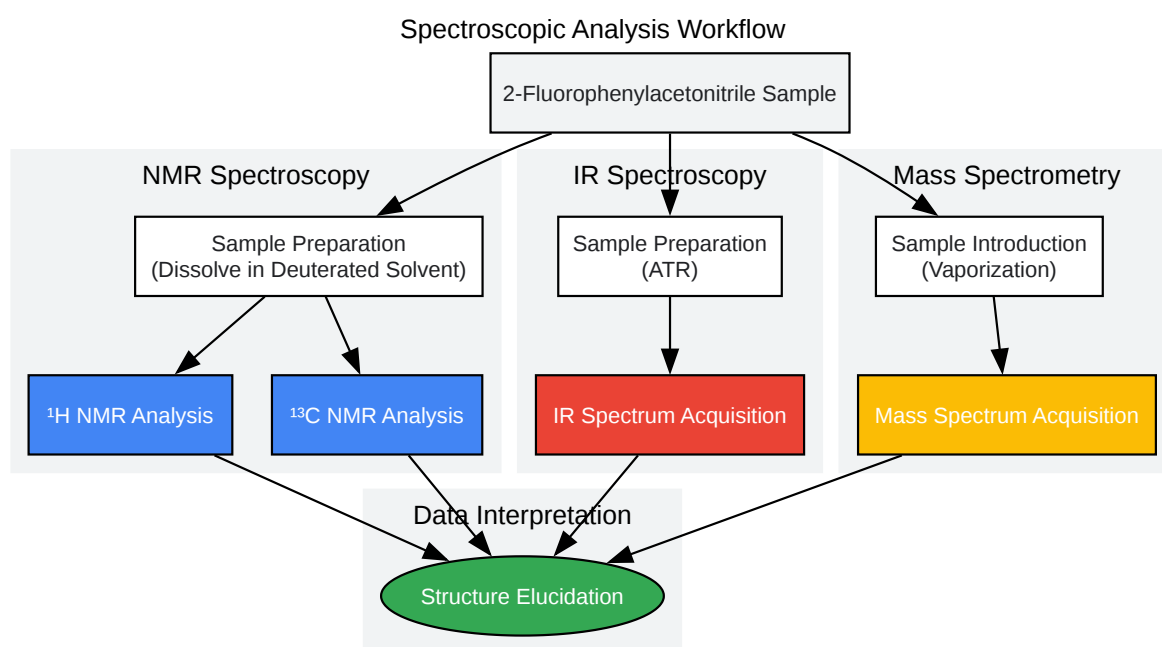 Spectroscopic Analysis Workflow
2-Fluorophenylacetonitrile Sample
NMR Spectroscopy
IR Spectroscopy
Mass Spectrometry
Sample Preparation
(Dissolve in Deuterated Solvent)
Sample Preparation
(ATR)
Sample Introduction
(Vaporization)
¹H NMR Analysis
¹³C NMR Analysis
IR Spectrum Acquisition
Mass Spectrum Acquisition
Data Interpretation
Structure Elucidation